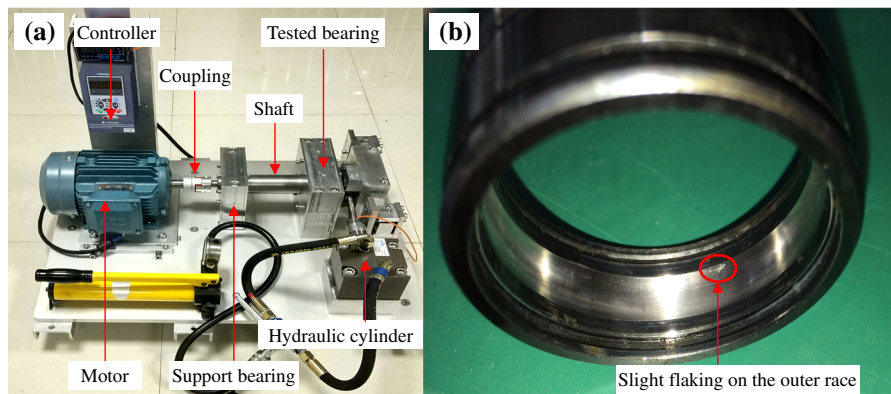 (a)
Controller
Coupling
Shaft
Tested bearing
Motor
Support bearing
Hydraulic cylinder
(b)
Slight flaking on the outer race